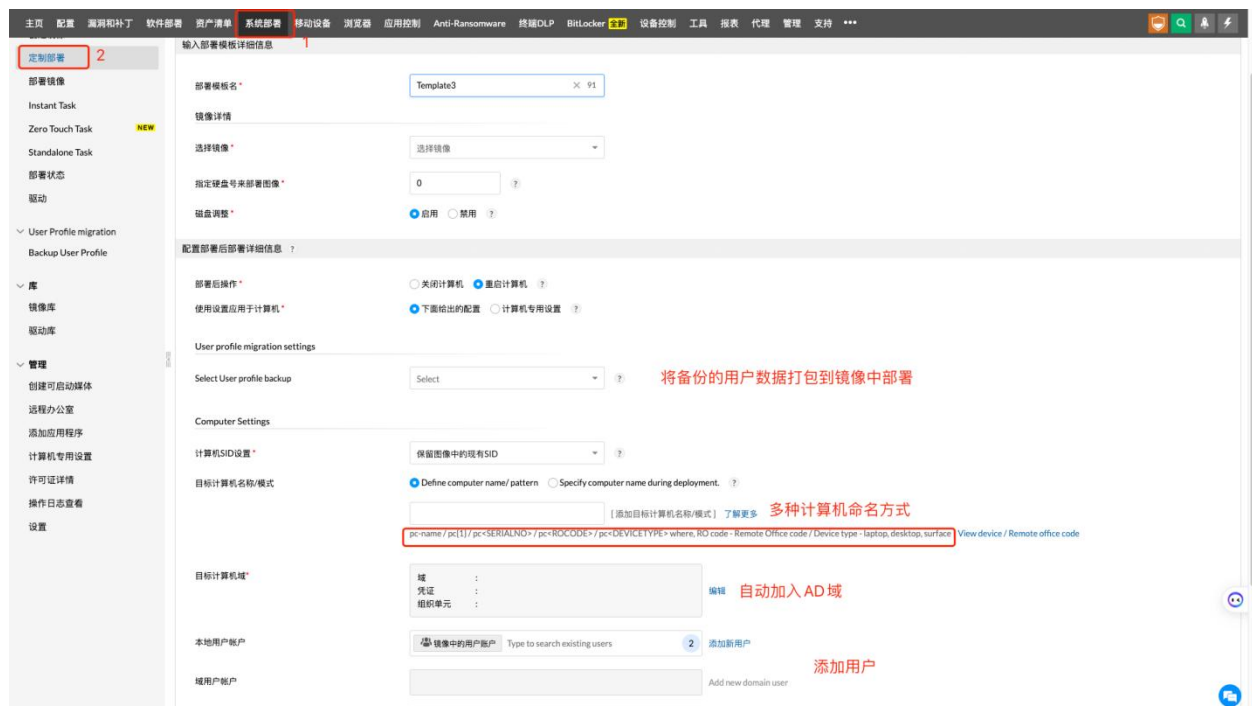 主页 配置 漏洞和补丁 软件部署 资产清单 系统部署 移动设备 浏览器 应用控制 Anti-Ransomware 终端DLP BitLocker 全新 设备控制 工具 报表 代理 管理 支持 •••
1
定制部署 2
部署镜像
Instant Task
Zero Touch Task NEW
Standalone Task
部署状态
驱动
User Profile migration
Backup User Profile
库
镜像库
驱动库
管理
创建可启动媒体
远程办公室
添加应用程序
计算机专用设置
许可证详情
操作日志查看
设置
输入部署模板详细信息
部署模板名* Template3 × 91
镜像详情
选择镜像* 选择镜像
指定硬盘号来部署图像* 0 ?
磁盘调整* 启用 禁用 ?
配置部署后部署详细信息 ?
部署后操作* 关闭计算机 重启计算机 ?
使用设置应用于计算机* 下面给出的配置 计算机专用设置 ?
User profile migration settings
Select User profile backup Select ? 将备份的用户数据打包到镜像中部署
Computer Settings
计算机SID设置* 保留图像中的现有SID ?
目标计算机名称/模式 Define computer name/ pattern Specify computer name during deployment. ?
[ 添加目标计算机名称/模式 ] 了解更多 多种计算机命名方式
pc-name / pc[1] / pc<SERIALNO> / pc<ROCODE> / pc<DEVICETYPE> where, RO code - Remote Office code / Device type - laptop, desktop, surface View device / Remote office code
目标计算机域*
域 :
凭证 : 编辑 自动加入 AD 域
组织单元 :
本地用户帐户 镜像中的用户账户 Type to search existing users 2 添加新用户
添加用户
域用户帐户 Add new domain user